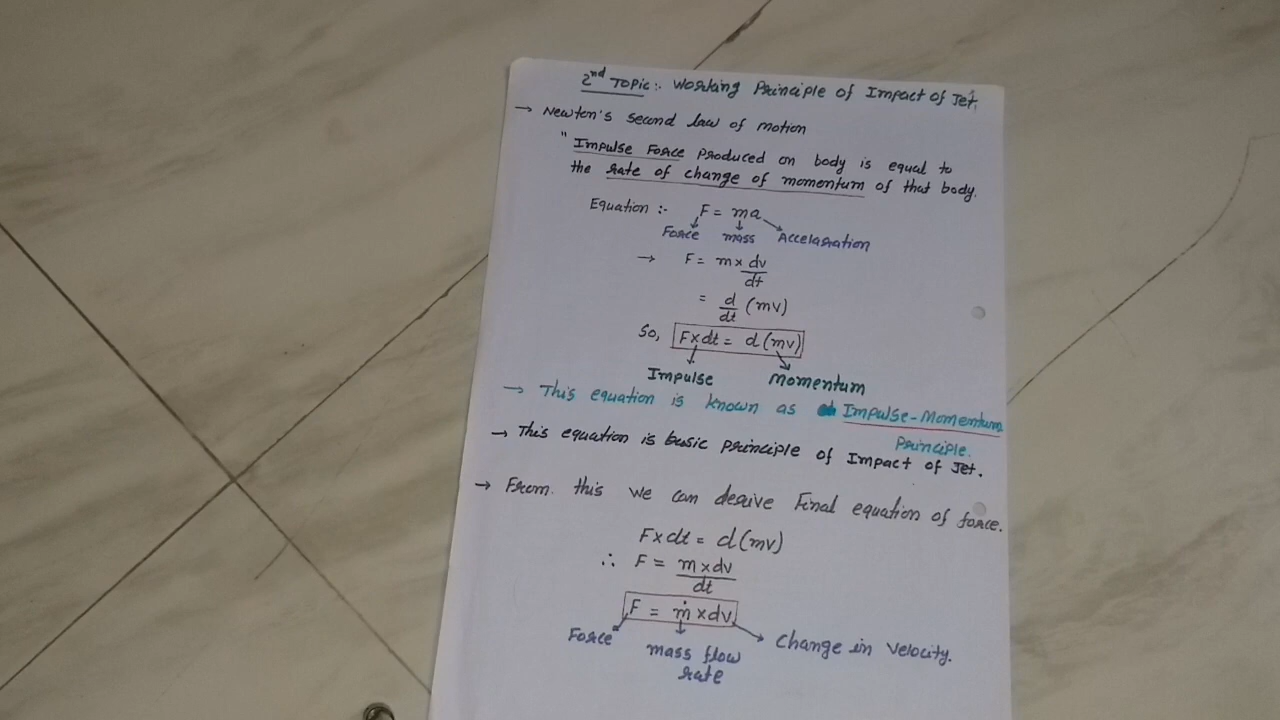 2nd Topic:- Working Principle of Impact of Jet.
→ Newton's second law of motion
" Impulse Force produced on body is equal to
the rate of change of momentum of that body.
Equation :- F = ma
Force mass Accelaration
→ F = m x dv/dt
= d/dt (mv)
So, F x dt = d (mv)
Impulse Momentum
→ This equation is known as Impulse-Momentum
Principle.
→ This equation is basic principle of Impact of Jet.
→ From this we can derive Final equation of force.
F x dt = d (mv)
∴ F = m x dv/dt
F = ṁ x dv
Force mass flow rate Change in velocity.